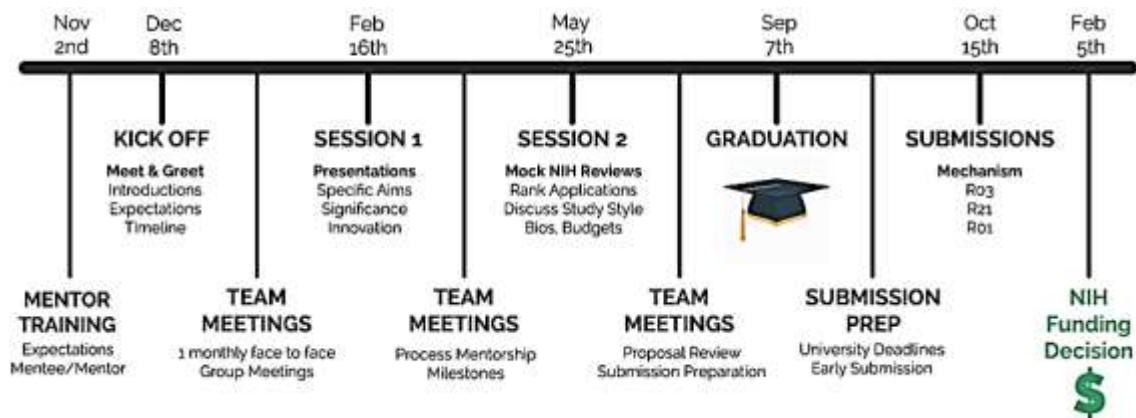 Nov
2nd
Dec
8th
Feb
16th
May
25th
Sep
7th
Oct
15th
Feb
5th
KICK OFF
Meet & Greet
Introductions
Expectations
Timeline
SESSION 1
Presentations
Specific Aims
Significance
Innovation
SESSION 2
Mock NIH Reviews
Rank Applications
Discuss Study Style
Bios, Budgets
GRADUATION
SUBMISSIONS
Mechanism
R03
R21
R01
MENTOR
TRAINING
Expectations
Mentee/Mentor
TEAM
MEETINGS
1 monthly face to face
Group Meetings
TEAM
MEETINGS
Process Mentorship
Milestones
TEAM
MEETINGS
Proposal Review
Submission Preparation
SUBMISSION
PREP
University Deadlines
Early Submission
NIH
Funding
Decision
$